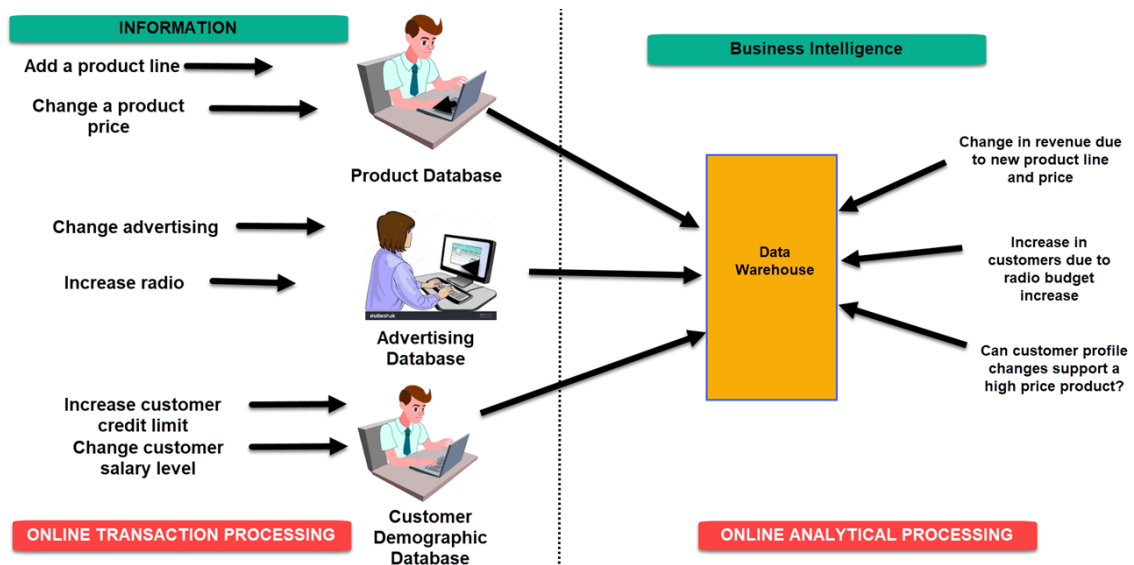 INFORMATION
Add a product line
Change a product
price
Product Database
Change advertising
Increase radio
shutterstock
Advertising
Database
Increase customer
credit limit
Change customer
salary level
Customer
Demographic
Database
ONLINE TRANSACTION PROCESSING
Business Intelligence
Data
Warehouse
Change in revenue due
to new product line
and price
Increase in
customers due to
radio budget
increase
Can customer profile
changes support a
high price product?
ONLINE ANALYTICAL PROCESSING